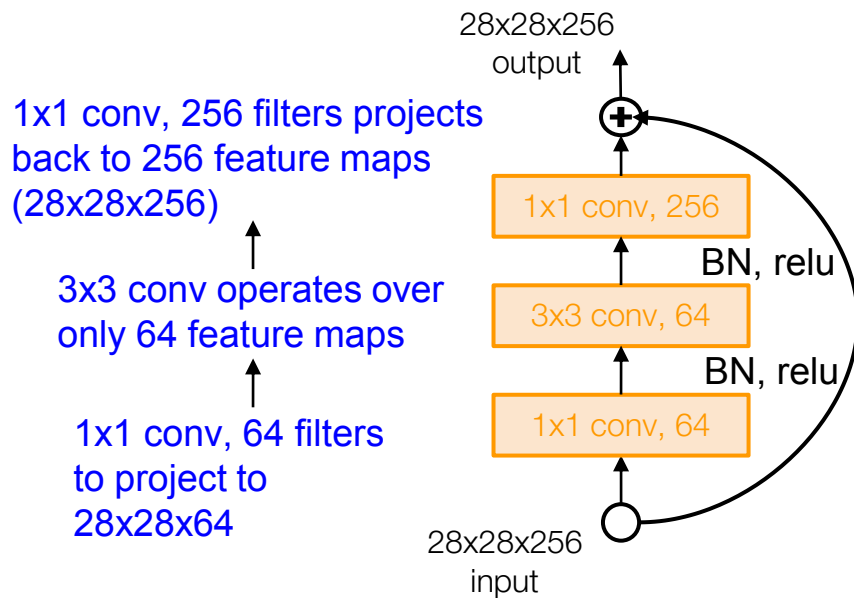 28x28x256
output
1x1 conv, 256 filters projects
back to 256 feature maps
(28x28x256)
3x3 conv operates over
only 64 feature maps
1x1 conv, 64 filters
to project to
28x28x64
1x1 conv, 256
BN, relu
3x3 conv, 64
BN, relu
1x1 conv, 64
28x28x256
input